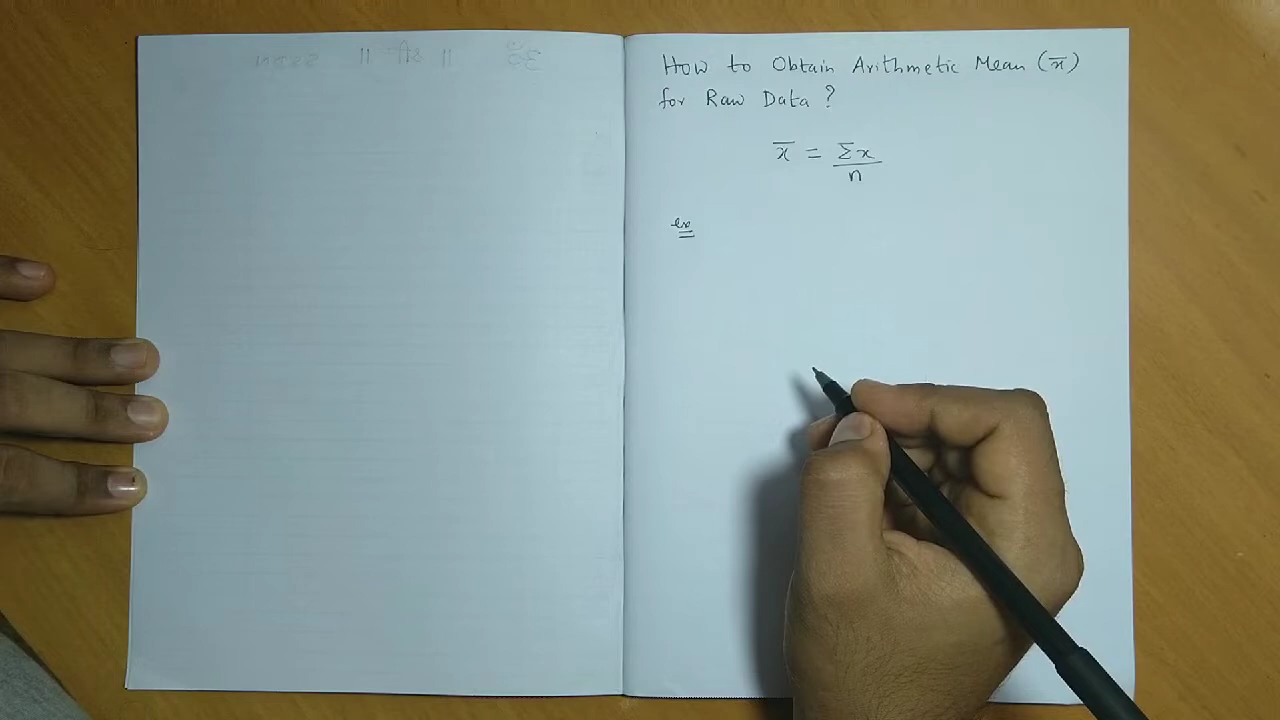 How to Obtain Arithmetic Mean (x̅)
for Raw Data ?
x̅ = Σx / n
ex